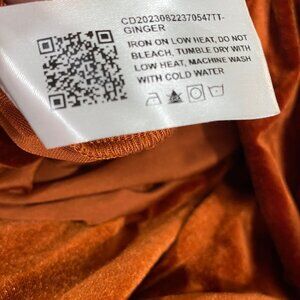 CD20230822370547TT-
GINGER
IRON ON LOW HEAT, DO NOT
BLEACH, TUMBLE DRY WITH
LOW HEAT, MACHINE WASH
WITH COLD WATER